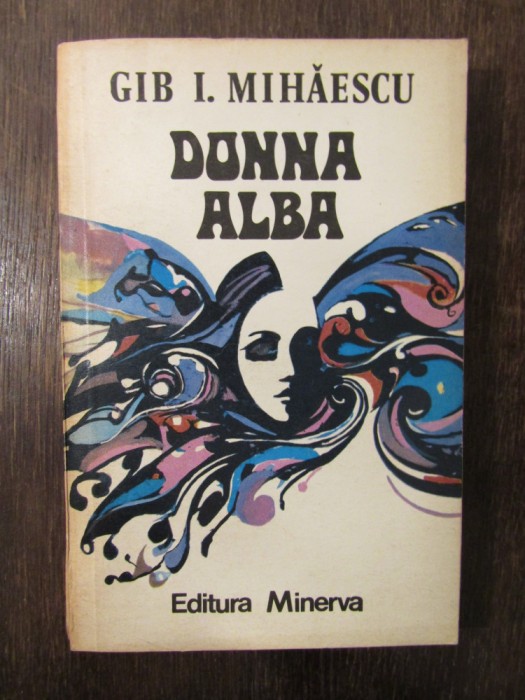 GIB I. MIHĂESCU
DONNA
ALBA
Editura Minerva